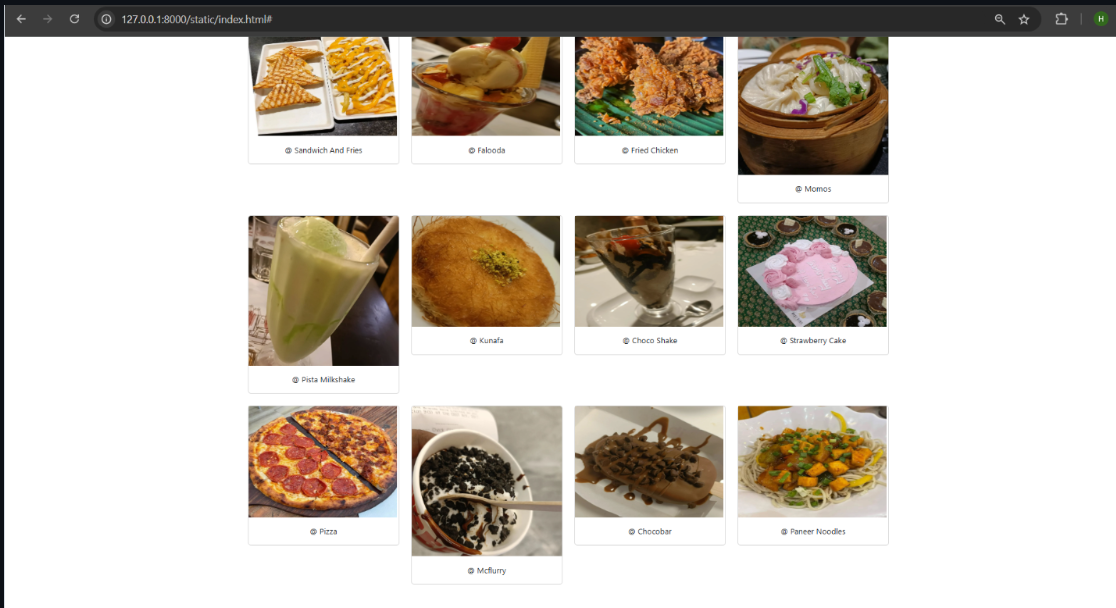 127.0.0.1:8000/static/index.html#
H
@ Sandwich And Fries
@ Falooda
@ Fried Chicken
@ Momos
@ Pista Milkshake
@ Kunafa
@ Choco Shake
@ Strawberry Cake
@ Pizza
@ Mcflurry
@ Chocobar
@ Paneer Noodles